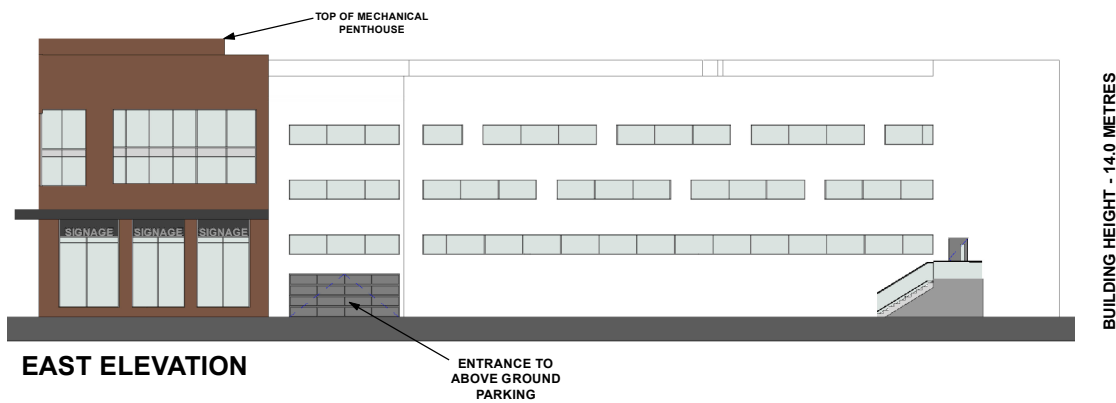 TOP OF MECHANICAL
PENTHOUSE
SIGNAGE SIGNAGE SIGNAGE
BUILDING HEIGHT - 14.0 METRES
EAST ELEVATION
ENTRANCE TO
ABOVE GROUND
PARKING